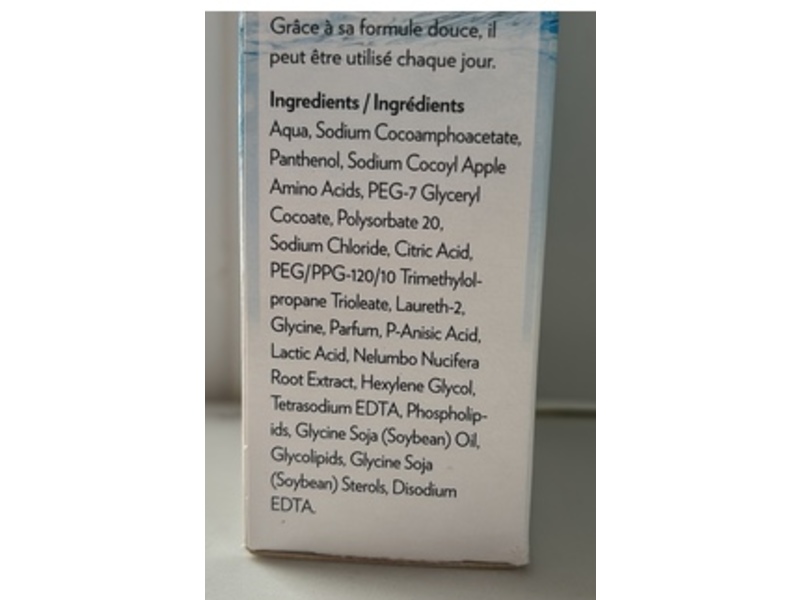 Grâce à sa formule douce, il
peut être utilisé chaque jour.
Ingredients / Ingrédients
Aqua, Sodium Cocoamphoacetate,
Panthenol, Sodium Cocoyl Apple
Amino Acids, PEG-7 Glyceryl
Cocoate, Polysorbate 20,
Sodium Chloride, Citric Acid,
PEG/PPG-120/10 Trimethylol-
propane Trioleate, Laureth-2,
Glycine, Parfum, P-Anisic Acid,
Lactic Acid, Nelumbo Nucifera
Root Extract, Hexylene Glycol,
Tetrasodium EDTA, Phospholip-
ids, Glycine Soja (Soybean) Oil,
Glycolipids, Glycine Soja
(Soybean) Sterols, Disodium
EDTA.